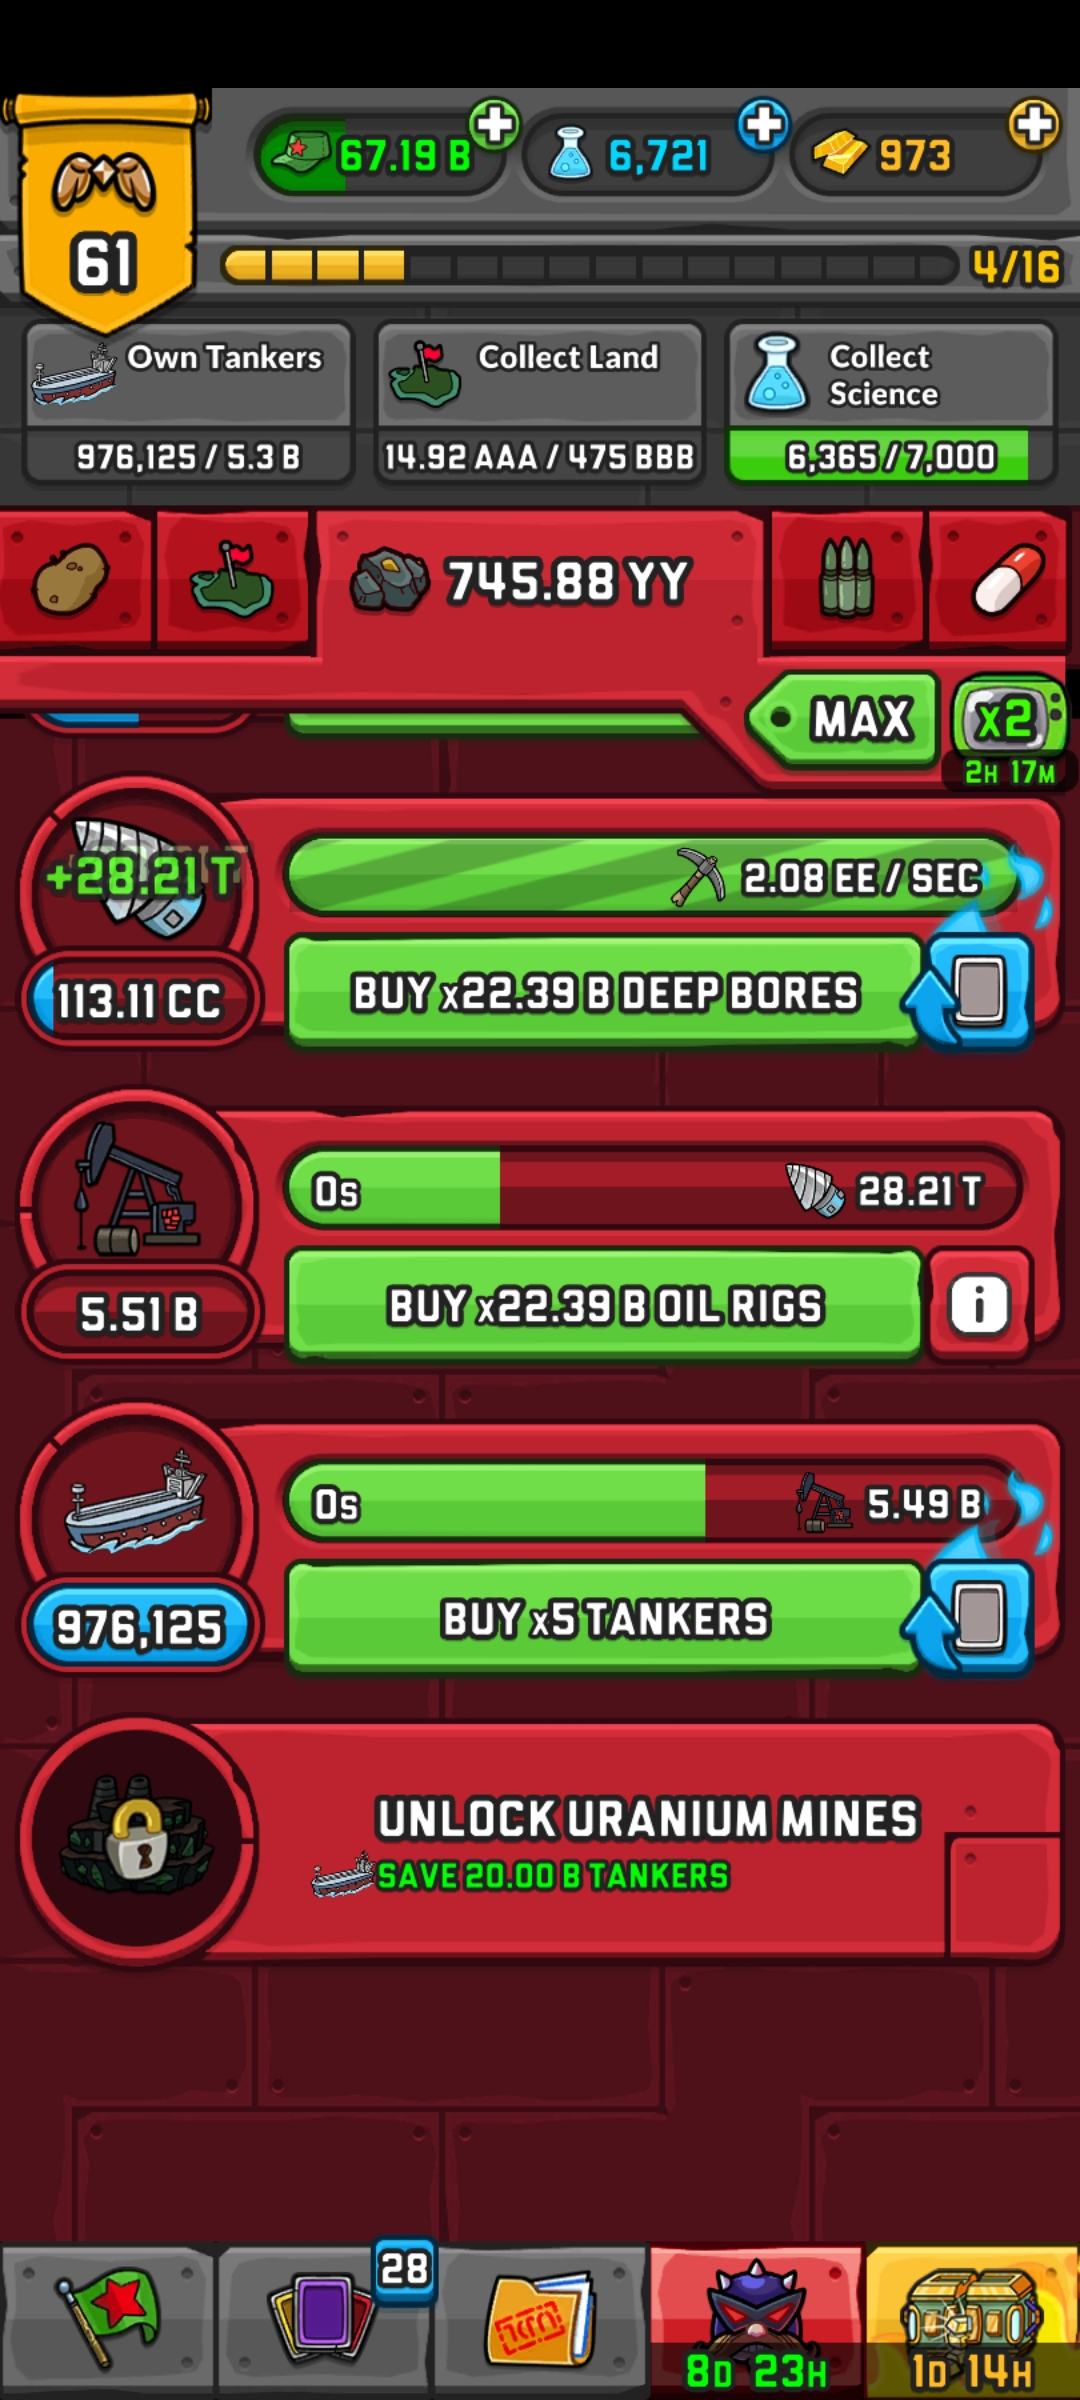 67.19 B
6,721
973
61
4/16
Own Tankers
976,125 / 5.3 B
Collect Land
14.92 AAA / 475 BBB
Collect
Science
6,365 / 7,000
745.88 YY
MAX
x2
2H 17M
+28.21 T
2.08 EE / SEC
113.11 CC
BUY x22.39 B DEEP BORES
0s
28.21 T
5.51 B
BUY x22.39 B OIL RIGS
i
0s
5.49 B
976,125
BUY x5 TANKERS
UNLOCK URANIUM MINES
SAVE 20.00 B TANKERS
28
8D 23H
1D 14H